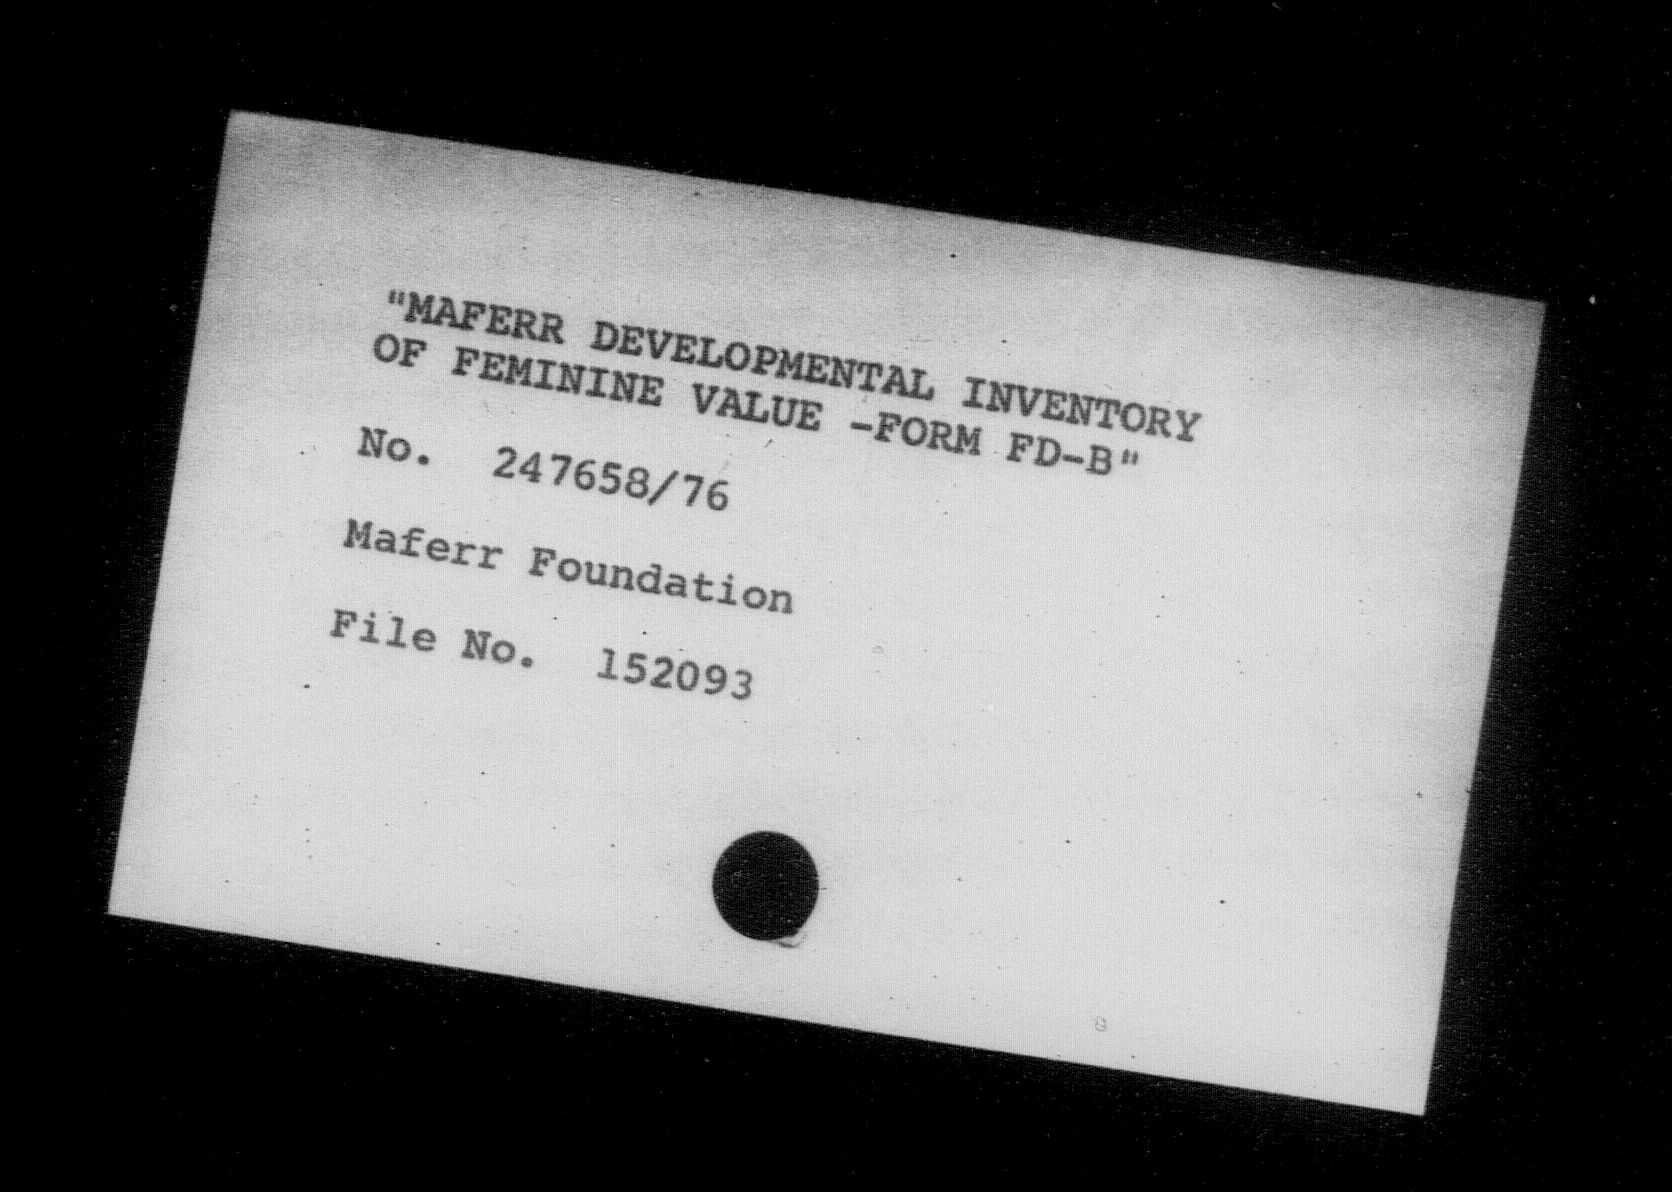 "MAFERR DEVELOPMENTAL INVENTORY
OF FEMININE VALUE -FORM FD-B"
No. 247658/76
Maferr Foundation
File No. 152093